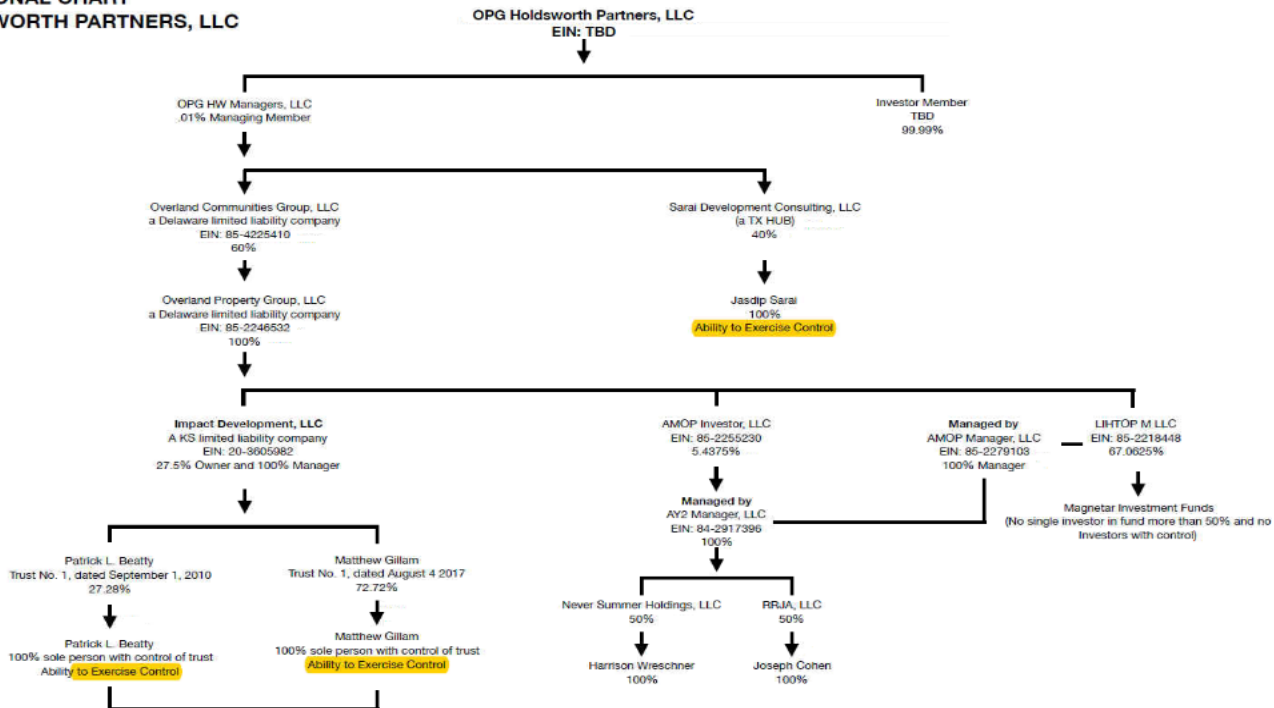 WORTH PARTNERS, LLC
OPG Holdsworth Partners, LLC
EIN: TBD
OPG HW Managers, LLC
.01% Managing Member
Investor Member
TBD
99.99%
Overland Communities Group, LLC
a Delaware limited liability company
EIN: 85-4225410
60%
Sarai Development Consulting, LLC
(a TX HUB)
40%
Overland Property Group, LLC
a Delaware limited liability company
EIN: 85-2246532
100%
Jasdip Sarai
100%
Ability to Exercise Control
Impact Development, LLC
A KS limited liability company
EIN: 20-3605982
27.5% Owner and 100% Manager
AMOP Investor, LLC
EIN: 85-2255230
5.4375%
Managed by
AMOP Manager, LLC
EIN: 85-2279103
100% Manager
LIHTOP M LLC
EIN: 85-2218448
67.0625%
Managed by
AY2 Manager, LLC
EIN: 84-2917396
100%
Magnetar Investment Funds
(No single investor in fund more than 50% and no
Investors with control)
Patrick L. Beatty
Trust No. 1, dated September 1, 2010
27.28%
Matthew Gillam
Trust No. 1, dated August 4 2017
72.72%
Never Summer Holdings, LLC
50%
RRJA, LLC
50%
Patrick L. Beatty
100% sole person with control of trust
Ability to Exercise Control
Matthew Gillam
100% sole person with control of trust
Ability to Exercise Control
Harrison Wreschner
100%
Joseph Cohen
100%